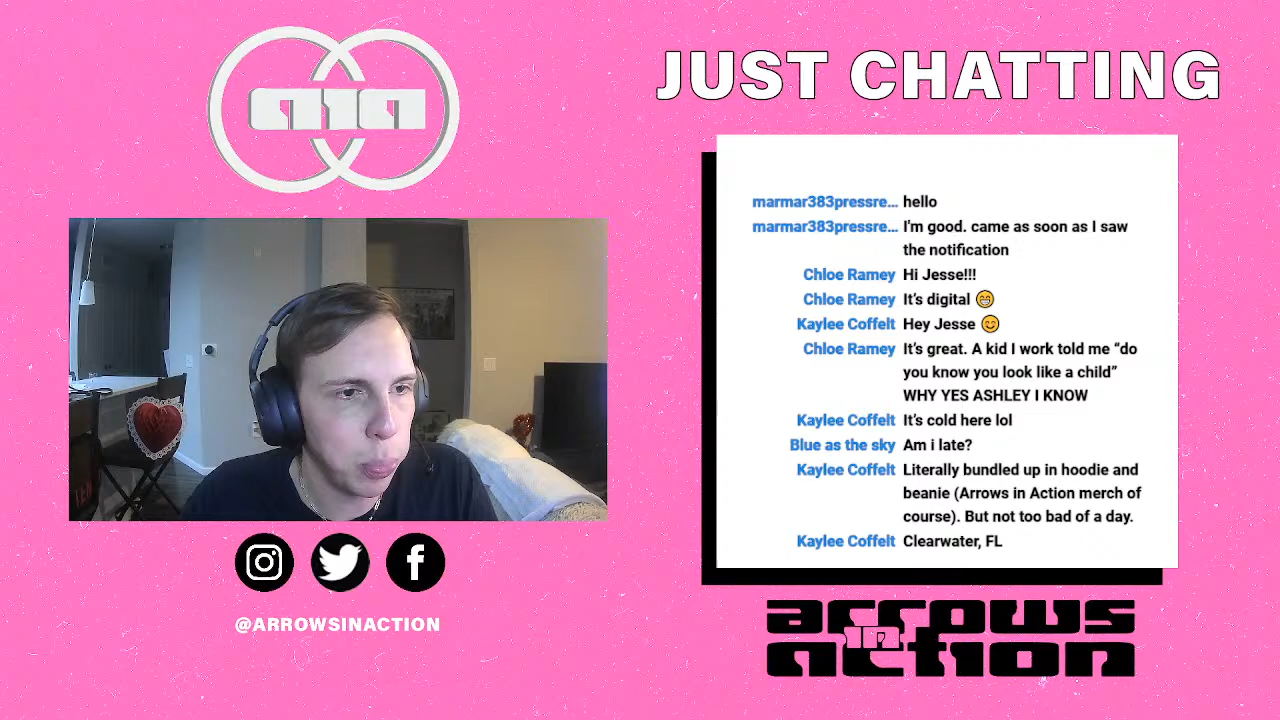 a1a
JUST CHATTING
marmar383pressre... hello
marmar383pressre... I'm good. came as soon as I saw
the notification
Chloe Ramey Hi Jesse!!!
Chloe Ramey It's digital 😁
Kaylee Coffelt Hey Jesse 😊
Chloe Ramey It's great. A kid I work told me “do
you know you look like a child”
WHY YES ASHLEY I KNOW
Kaylee Coffelt It's cold here lol
Blue as the sky Am i late?
Kaylee Coffelt Literally bundled up in hoodie and
beanie (Arrows in Action merch of
course). But not too bad of a day.
Kaylee Coffelt Clearwater, FL
@ARROWSINACTION
arrows
in
action